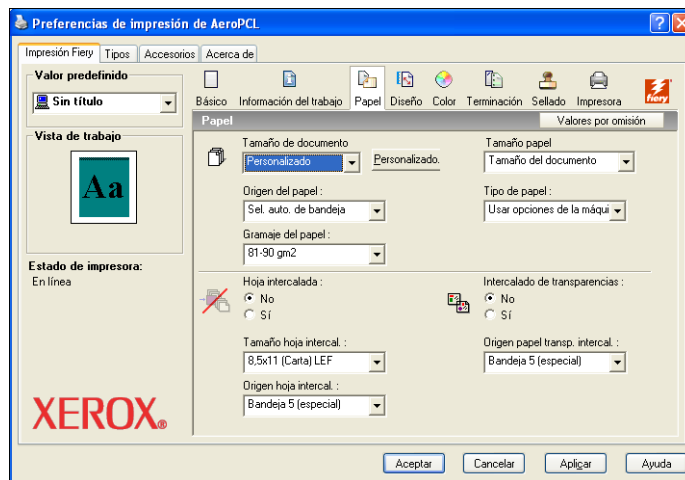 Preferencias de impresión de AeroPCL
Impresión Fiery Tipos Accesorios Acerca de
Valor predefinido
Sin título
Vista de trabajo
Aa
Estado de impresora:
En línea
XEROX®
Básico Información del trabajo Papel Diseño Color Terminación Sellado Impresora
fiery
Papel
Valores por omisión
Tamaño de documento
Personalizado
Personalizado.
Tamaño papel
Tamaño del documento
Origen del papel :
Sel. auto. de bandeja
Tipo de papel :
Usar opciones de la máqui
Gramaje del papel :
81-90 gm2
Hoja intercalada :
No
Sí
Intercalado de transparencias :
No
Sí
Tamaño hoja intercal. :
8,5x11 (Carta) LEF
Origen papel transp. intercal. :
Bandeja 5 (especial)
Origen hoja intercal. :
Bandeja 5 (especial)
Aceptar Cancelar Aplicar Ayuda